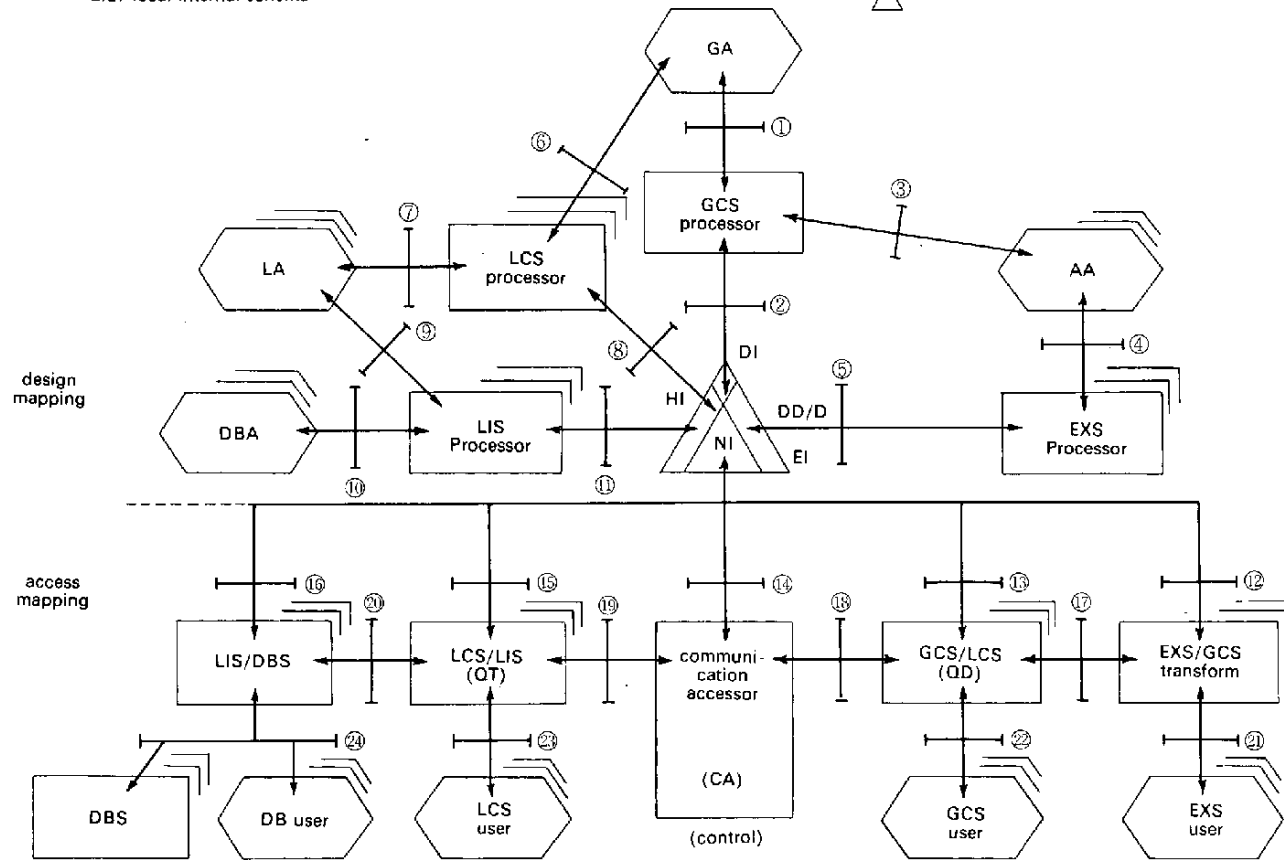 GA
①
⑥
GCS
processor
③
⑦
LA
LCS
processor
AA
②
⑨
⑧
④
DI
⑤
design
mapping
HI
DD/D
DBA
LIS
Processor
NI
EI
EXS
Processor
⑩
⑪
access
mapping
⑯
⑳
⑮
⑲
⑭
⑱
⑬
⑰
⑫
LIS/DBS
LCS/LIS
(QT)
communi-
cation
accessor
GCS/LCS
(QD)
EXS/GCS
transform
㉔
㉓
㉒
㉑
DBS
DB user
LCS
user
(CA)
GCS
user
EXS
user
(control)